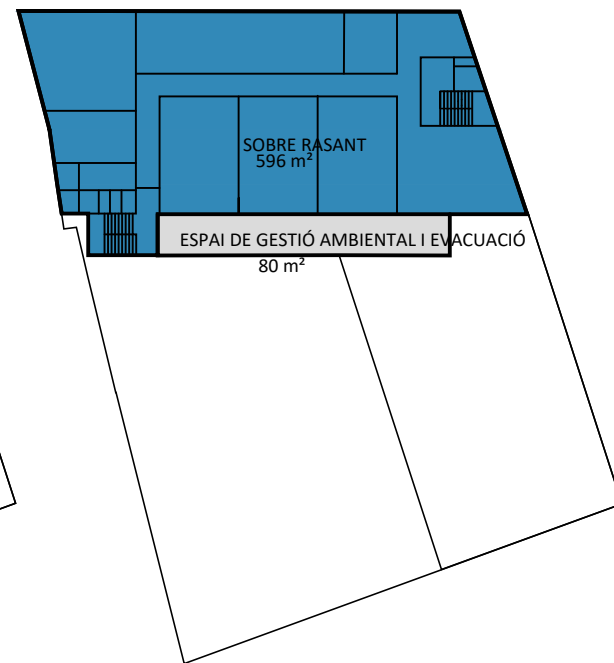 SOBRE RASANT
596 m²
ESPAI DE GESTIÓ AMBIENTAL I EVACUACIÓ
80 m²